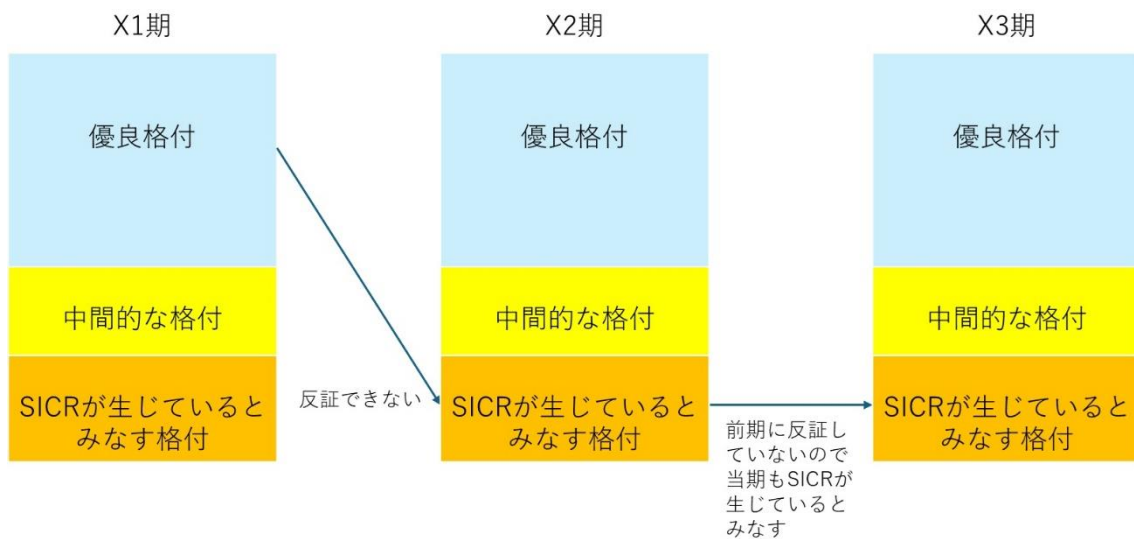 X1期
X2期
X3期
優良格付
優良格付
優良格付
中間的な格付
中間的な格付
中間的な格付
SICRが生じていると
みなす格付
反証できない
SICRが生じていると
みなす格付
前期に反証し
ていないので
当期もSICRが
生じていると
みなす
SICRが生じていると
みなす格付